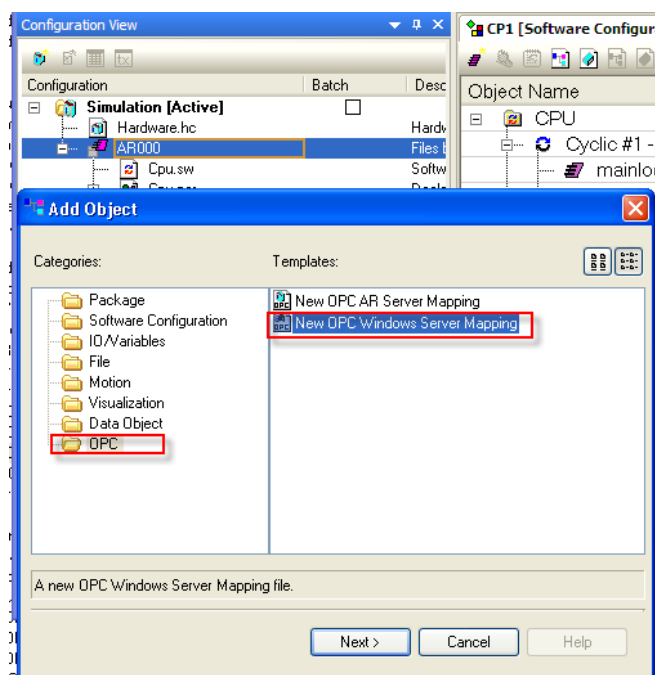 Configuration View
CP1 [Software Configur
Configuration Batch Desc
Object Name
Simulation [Active]
CPU
Hardware.hc Hardw
AR000 Files b
Cyclic #1 -
Cpu.sw Softw
mainloo
Add Object
Categories: Templates:
Package
Software Configuration
IO/Variables
File
Motion
Visualization
Data Object
OPC
New OPC AR Server Mapping
New OPC Windows Server Mapping
A new OPC Windows Server Mapping file.
Next > Cancel Help